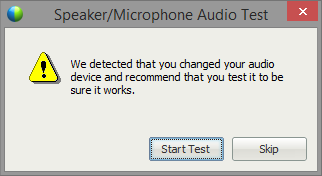 Speaker/Microphone Audio Test
We detected that you changed your audio
device and recommend that you test it to be
sure it works.
Start Test
Skip